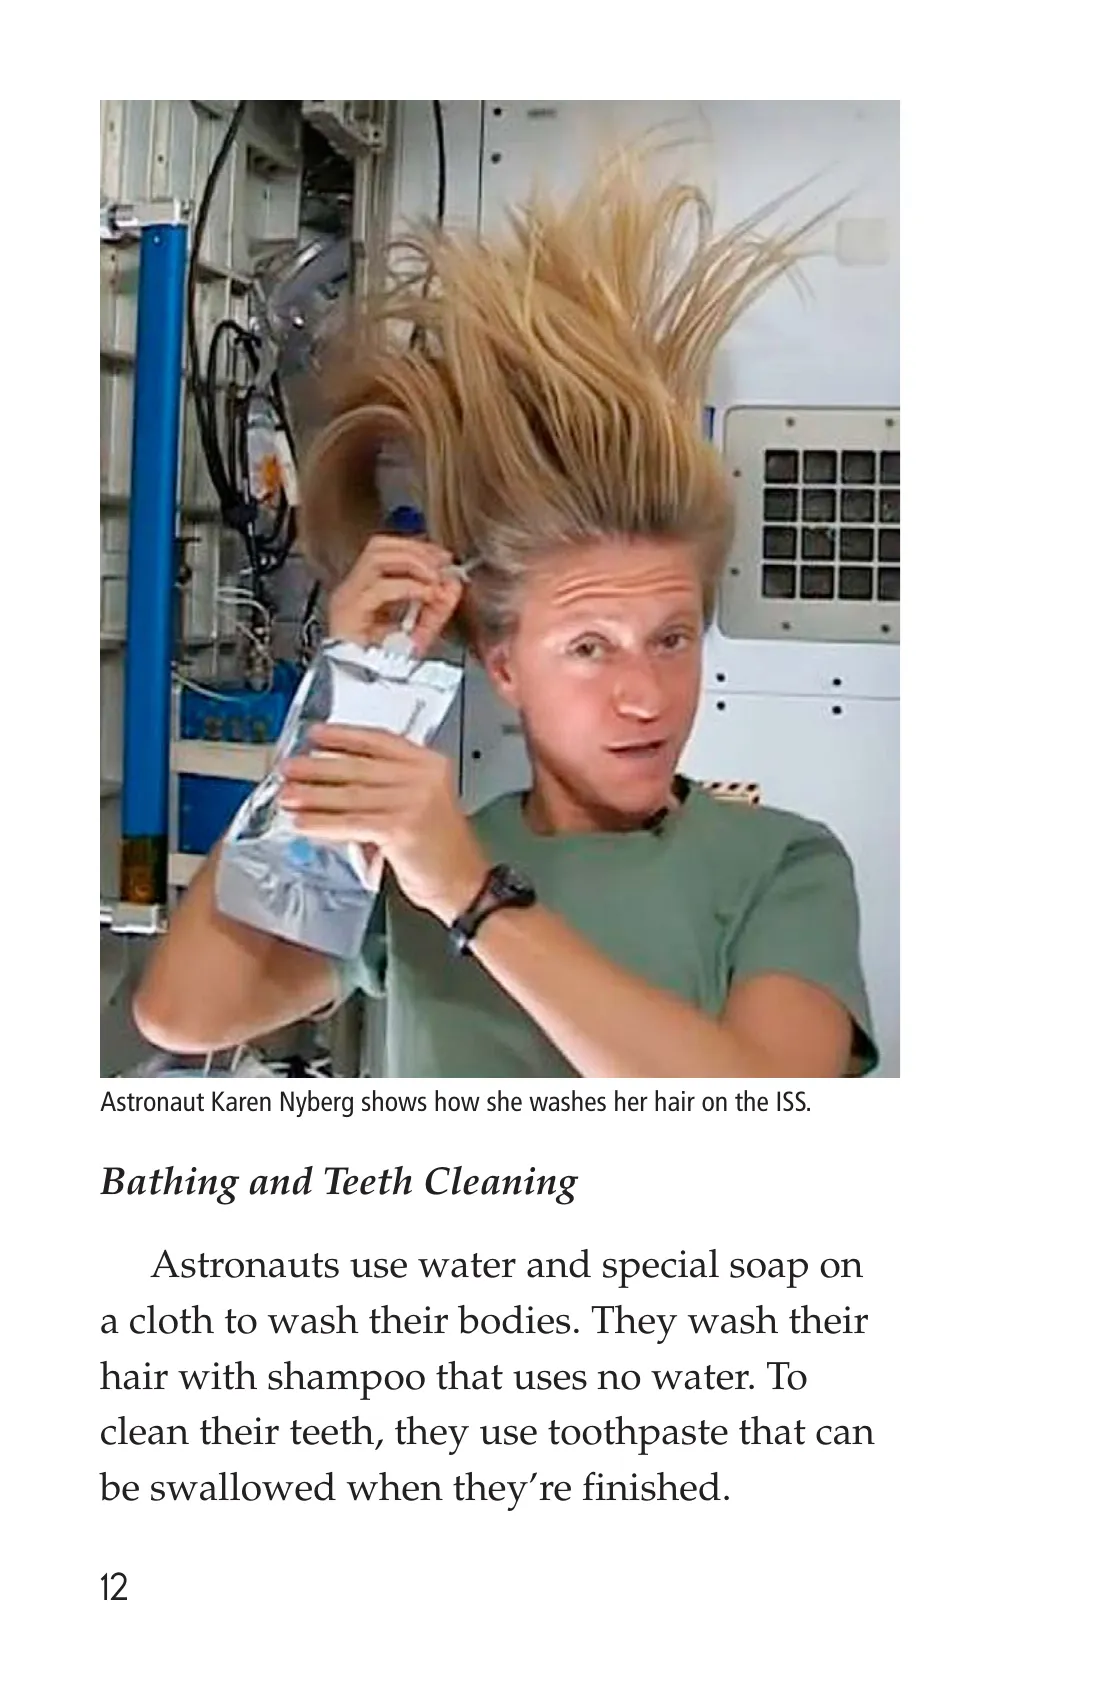 Astronaut Karen Nyberg shows how she washes her hair on the ISS.
Bathing and Teeth Cleaning
Astronauts use water and special soap on
a cloth to wash their bodies. They wash their
hair with shampoo that uses no water. To
clean their teeth, they use toothpaste that can
be swallowed when they’re finished.
12